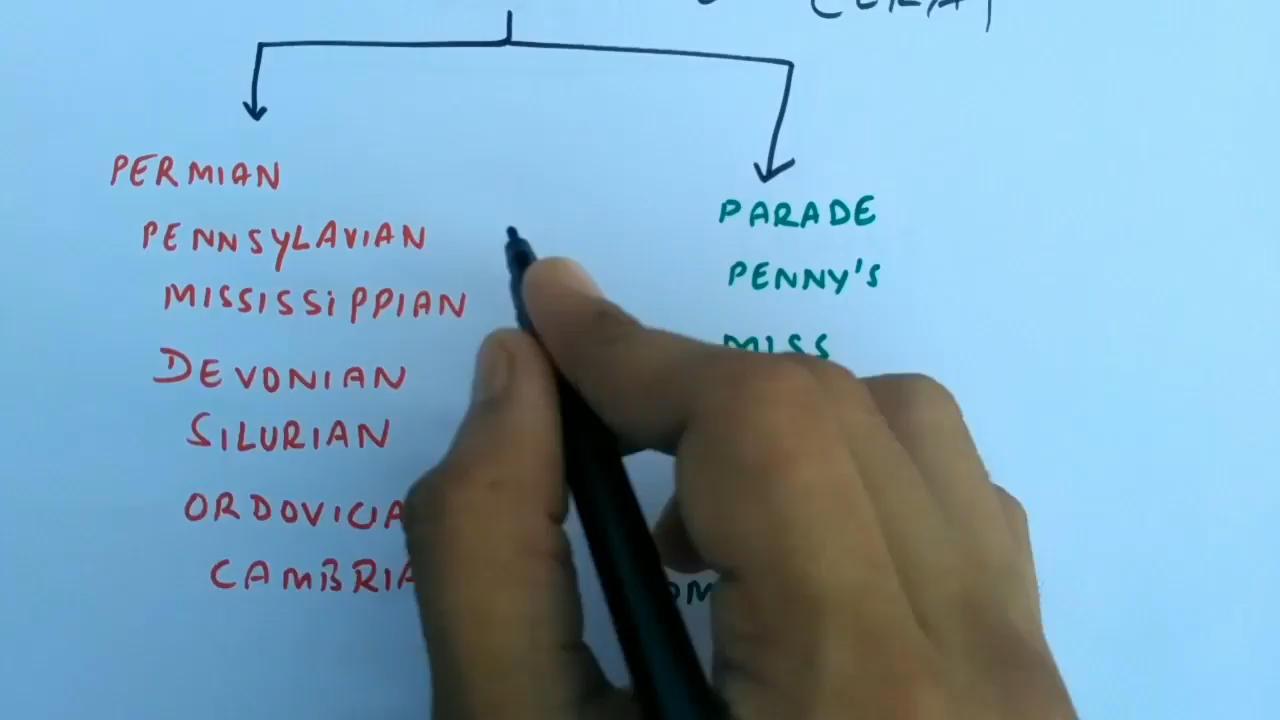 PERMIAN
PENNSYLAVIAN
MISSISSIPPIAN
DEVONIAN
SILURIAN
PARADE
PENNY'S
MISS